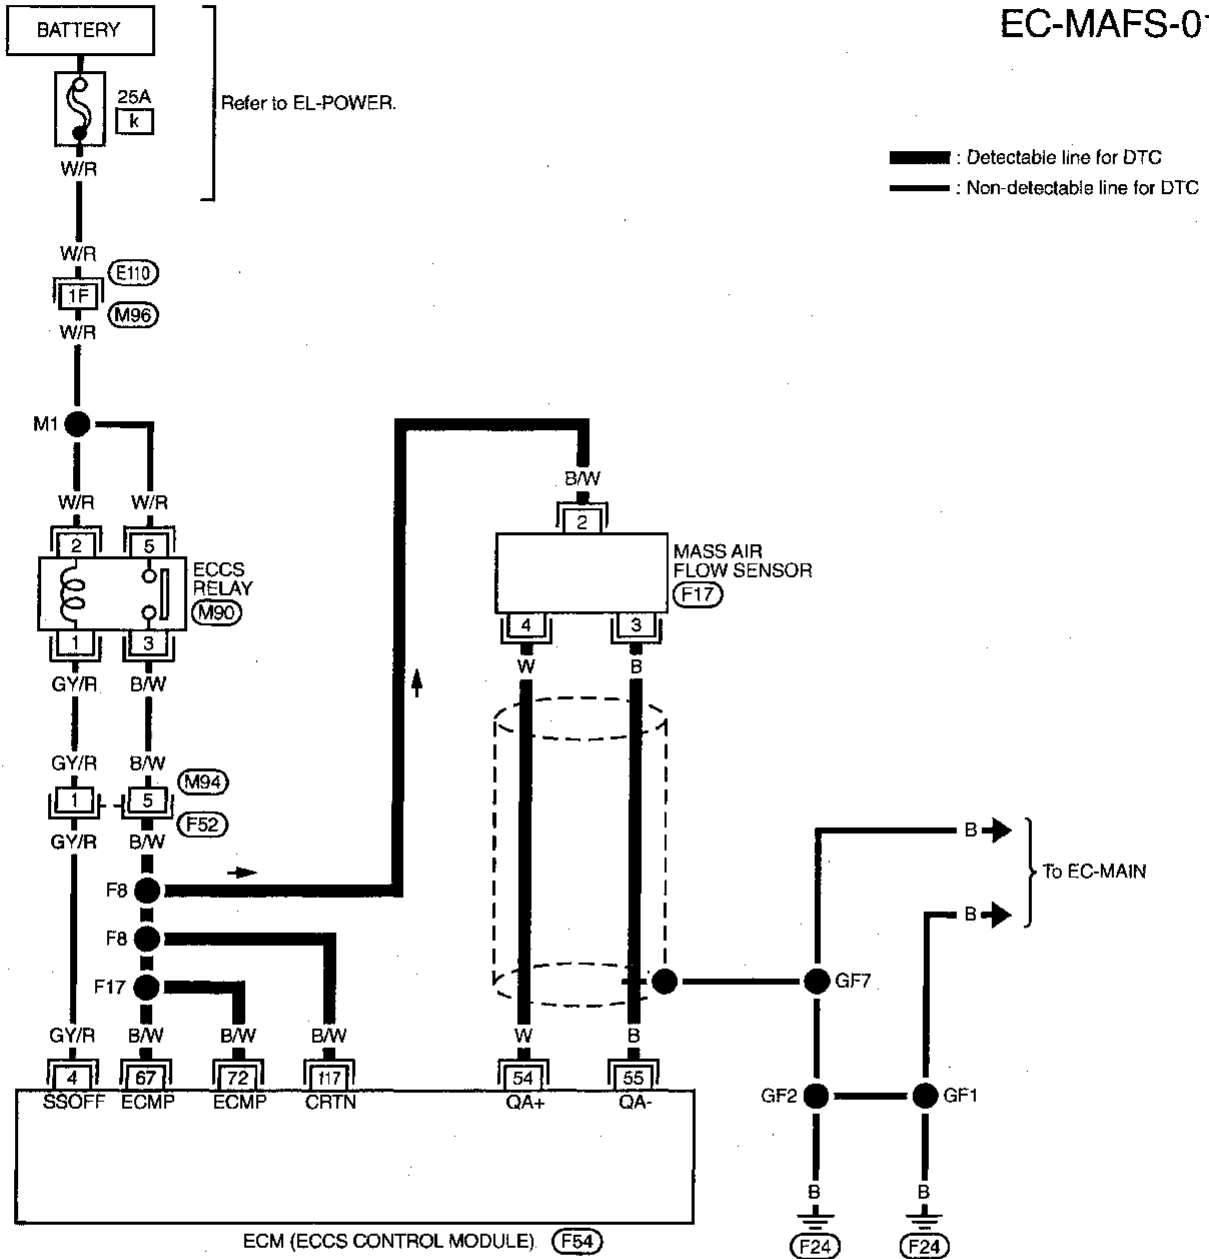 EC-MAFS-0
BATTERY
25A
k
Refer to EL-POWER.
: Detectable line for DTC
: Non-detectable line for DTC
W/R
W/R
E110
1F
M96
W/R
M1
W/R
W/R
B/W
2
5
2
ECCS
RELAY
M90
MASS AIR
FLOW SENSOR
F17
1
3
4
3
GY/R
B/W
W
B
GY/R
B/W
M94
1
5
F52
GY/R
B/W
B
To EC-MAIN
B
F8
F8
F17
GF7
GY/R
B/W
B/W
B/W
W
B
4
67
72
117
54
55
SSOFF
ECMP
ECMP
CRTN
QA+
QA-
GF2
GF1
B
B
F24
F24
ECM (ECCS CONTROL MODULE)
F54